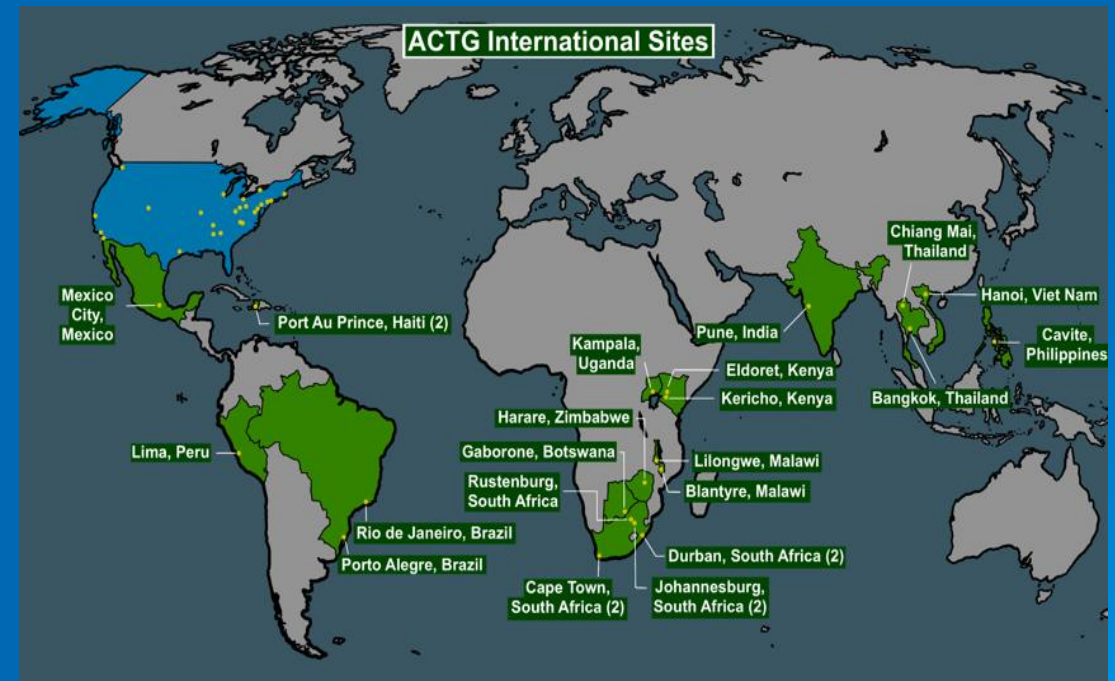 ACTG International Sites
Mexico
City,
Mexico
Port Au Prince, Haiti (2)
Lima, Peru
Rio de Janeiro, Brazil
Porto Alegre, Brazil
Kampala,
Uganda
Eldoret, Kenya
Kericho, Kenya
Harare, Zimbabwe
Gaborone, Botswana
Rustenburg,
South Africa
Lilongwe, Malawi
Blantyre, Malawi
Durban, South Africa (2)
Cape Town,
South Africa (2)
Johannesburg,
South Africa (2)
Pune, India
Chiang Mai,
Thailand
Hanoi, Viet Nam
Cavite,
Philippines
Bangkok, Thailand